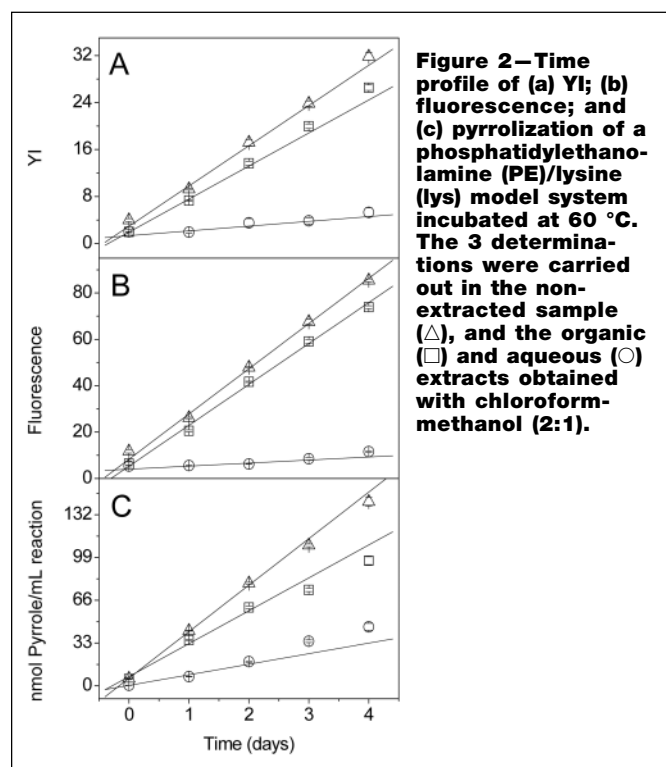 A
32
24
16
8
0
YI
B
80
60
40
20
0
Fluorescence
C
132
99
66
33
0
nmol Pyrrole/mL reaction
0 1 2 3 4
Time (days)
Figure 2—Time
profile of (a) YI; (b)
fluorescence; and
(c) pyrrolization of a
phosphatidylethano-
lamine (PE)/lysine
(lys) model system
incubated at 60 °C.
The 3 determina-
tions were carried
out in the non-
extracted sample
(△), and the organic
(□) and aqueous (○)
extracts obtained
with chloroform-
methanol (2:1).